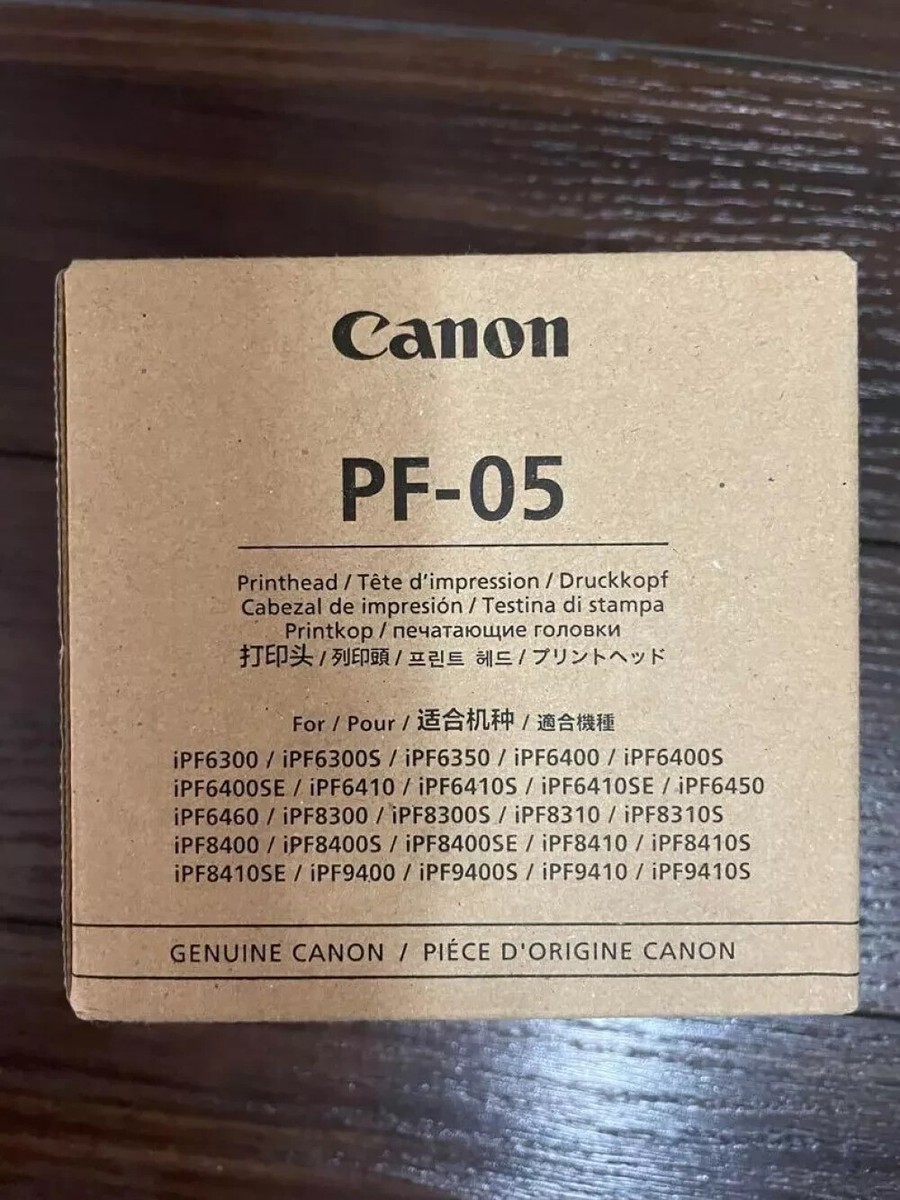 Canon
PF-05
Printhead / Tête d'impression / Druckkopf
Cabezal de impresión / Testina di stampa
Printkop / печатающие головки
打印头 / 列印頭 / 프린트 헤드 / プリントヘッド
For / Pour / 适合机种 / 適合機種
iPF6300 / iPF6300S / iPF6350 / iPF6400 / iPF6400S
iPF6400SE / iPF6410 / iPF6410S / iPF6410SE / iPF6450
iPF6460 / iPF8300 / iPF8300S / iPF8310 / iPF8310S
iPF8400 / iPF8400S / iPF8400SE / iPF8410 / iPF8410S
iPF8410SE / iPF9400 / iPF9400S / iPF9410 / iPF9410S
GENUINE CANON / PIÉCE D'ORIGINE CANON